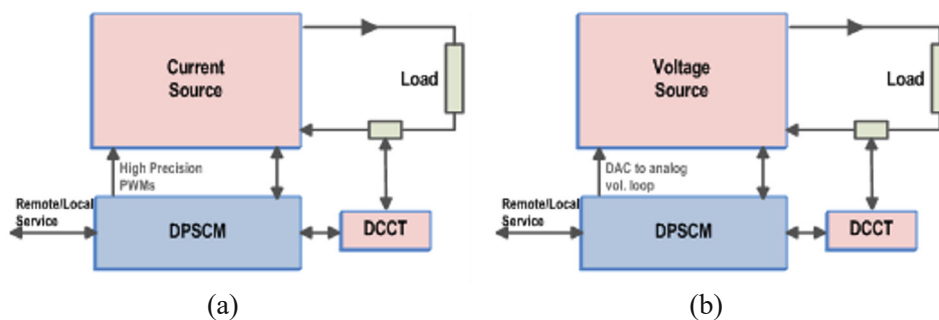 Current
Source
Load
High Precision
PWMs
Remote/Local
Service
DPSCM
DCCT
(a)
Voltage
Source
Load
DAC to analog
vol. loop
Remote/Local
Service
DPSCM
DCCT
(b)